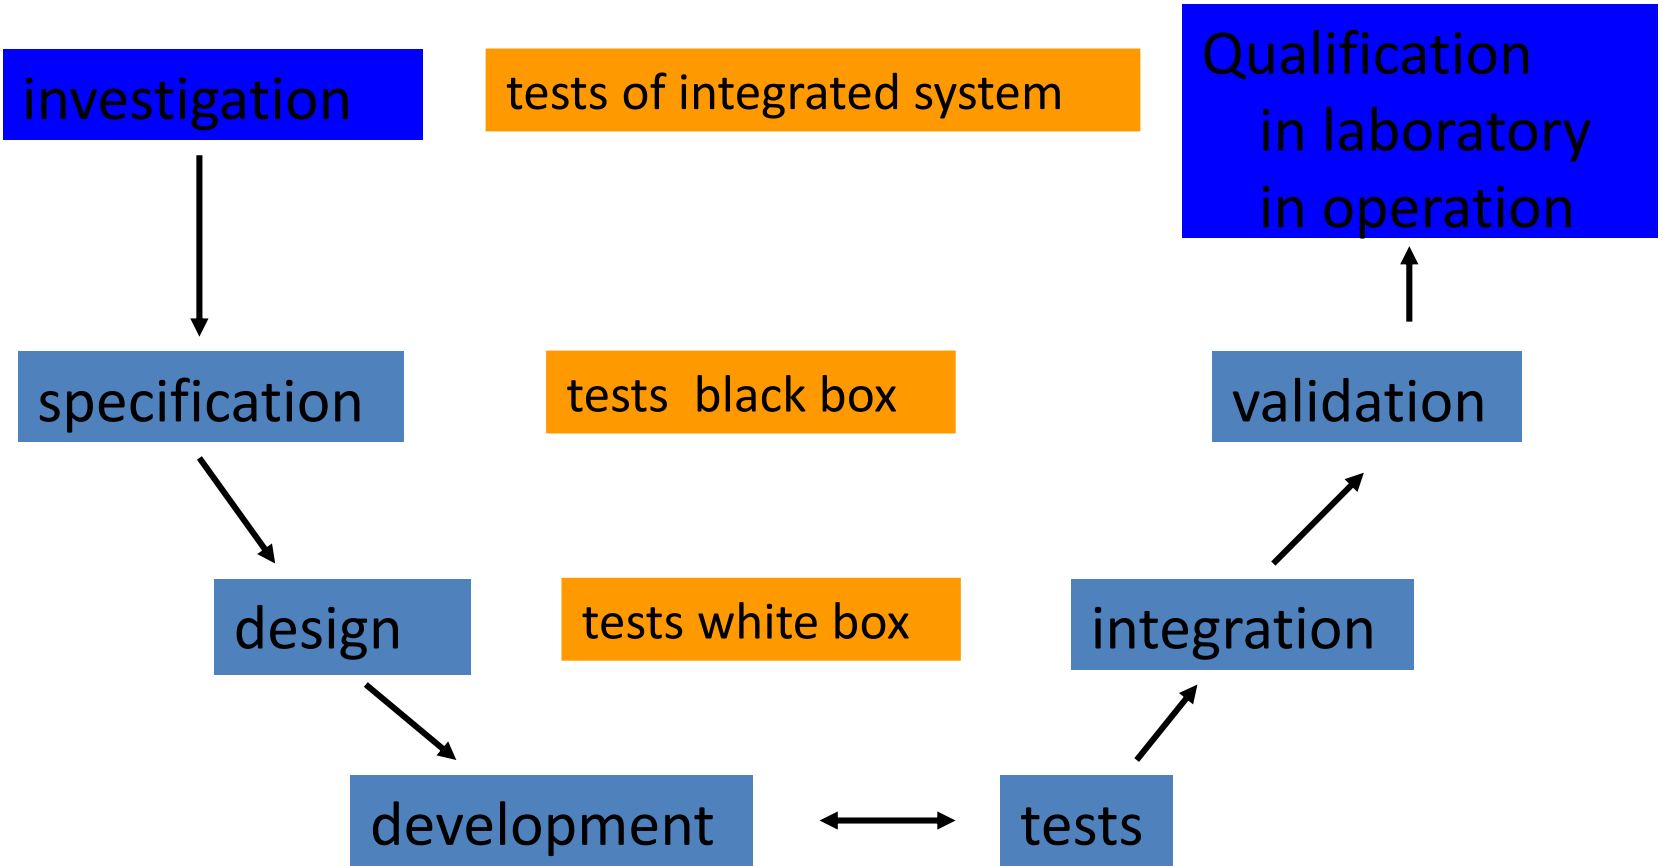 investigation
tests of integrated system
Qualification
in laboratory
in operation
specification
tests  black box
validation
design
tests white box
integration
development
tests